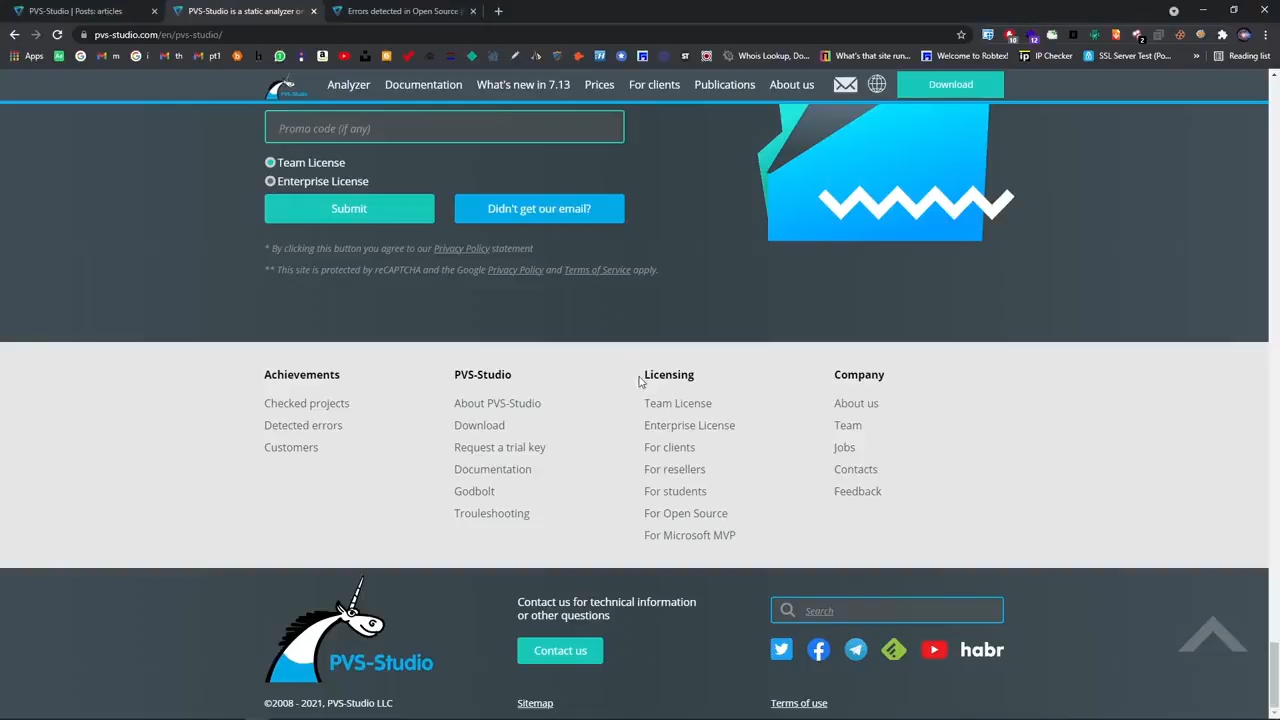 PVS-Studio | Posts: articles
PVS-Studio is a static analyzer o
Errors detected in Open Source
pvs-studio.com/en/pvs-studio/
Apps
m
i
th
pt1
Whois Lookup, Do...
What's that site run...
Welcome to Robtex!
IP Checker
SSL Server Test (Po...
Reading list
PVS-Studio
Analyzer
Documentation
What's new in 7.13
Prices
For clients
Publications
About us
Download
Promo code (if any)
Team License
Enterprise License
Submit
Didn't get our email?
* By clicking this button you agree to our Privacy Policy statement
** This site is protected by reCAPTCHA and the Google Privacy Policy and Terms of Service apply.
Achievements
Checked projects
Detected errors
Customers
PVS-Studio
About PVS-Studio
Download
Request a trial key
Documentation
Godbolt
Trouleshooting
Licensing
Team License
Enterprise License
For clients
For resellers
For students
For Open Source
For Microsoft MVP
Company
About us
Team
Jobs
Contacts
Feedback
PVS-Studio
©2008 - 2021, PVS-Studio LLC
Contact us for technical information
or other questions
Contact us
Sitemap
Search
habr
Terms of use